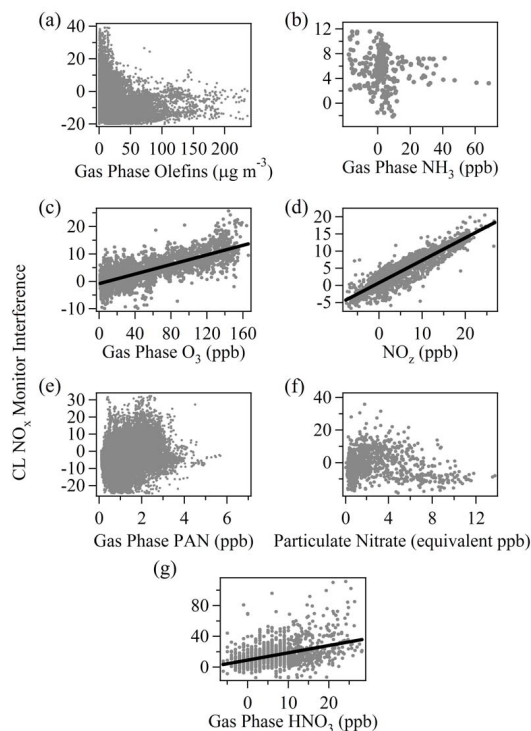 (a)
40
30
20
10
0
-10
-20
0 50 100 150 200
Gas Phase Olefins (µg m⁻³)
(b)
12
8
4
0
0 20 40 60
Gas Phase NH₃ (ppb)
(c)
20
10
0
-10
0 40 80 120 160
Gas Phase O₃ (ppb)
(d)
20
15
10
5
0
-5
0 10 20
NO_z (ppb)
CL NOₓ Monitor Interference
(e)
30
20
10
0
-10
-20
0 2 4 6
Gas Phase PAN (ppb)
(f)
40
20
0
0 4 8 12
Particulate Nitrate (equivalent ppb)
(g)
80
40
0
0 10 20
Gas Phase HNO₃ (ppb)